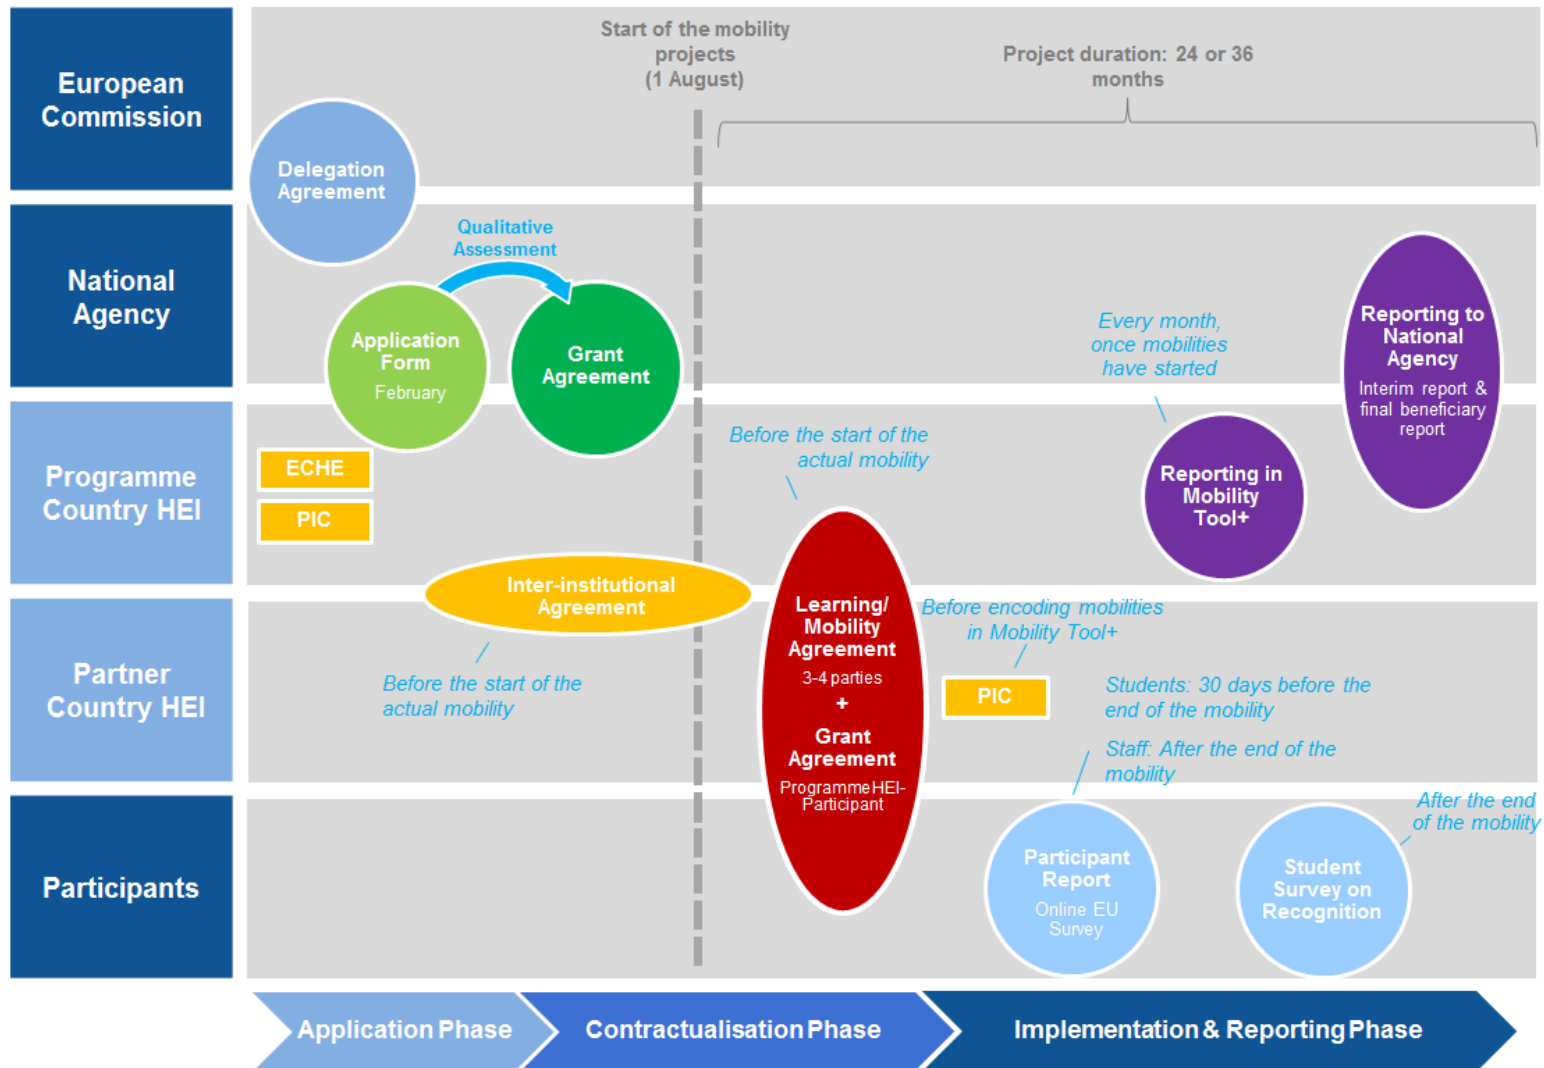 European
Commission
Start of the mobility
projects
(1 August)
Project duration: 24 or 36
months
Delegation
Agreement
National
Agency
Qualitative
Assessment
Application
Form
February
Grant
Agreement
Every month,
once mobilities
have started
Reporting to
National
Agency
Interim report &
final beneficiary
report
Programme
Country HEI
ECHE
PIC
Before the start of the
actual mobility
Reporting in
Mobility
Tool+
Inter-institutional
Agreement
Partner
Country HEI
Before the start of the
actual mobility
Learning/
Mobility
Agreement
3-4 parties
+
Grant
Agreement
ProgrammeHEI-
Participant
Before encoding mobilities
in Mobility Tool+
PIC
Students: 30 days before the
end of the mobility
Staff: After the end of the
mobility
Participants
Participant
Report
Online EU
Survey
Student
Survey on
Recognition
After the end
of the mobility
Application Phase
Contractualisation Phase
Implementation & Reporting Phase